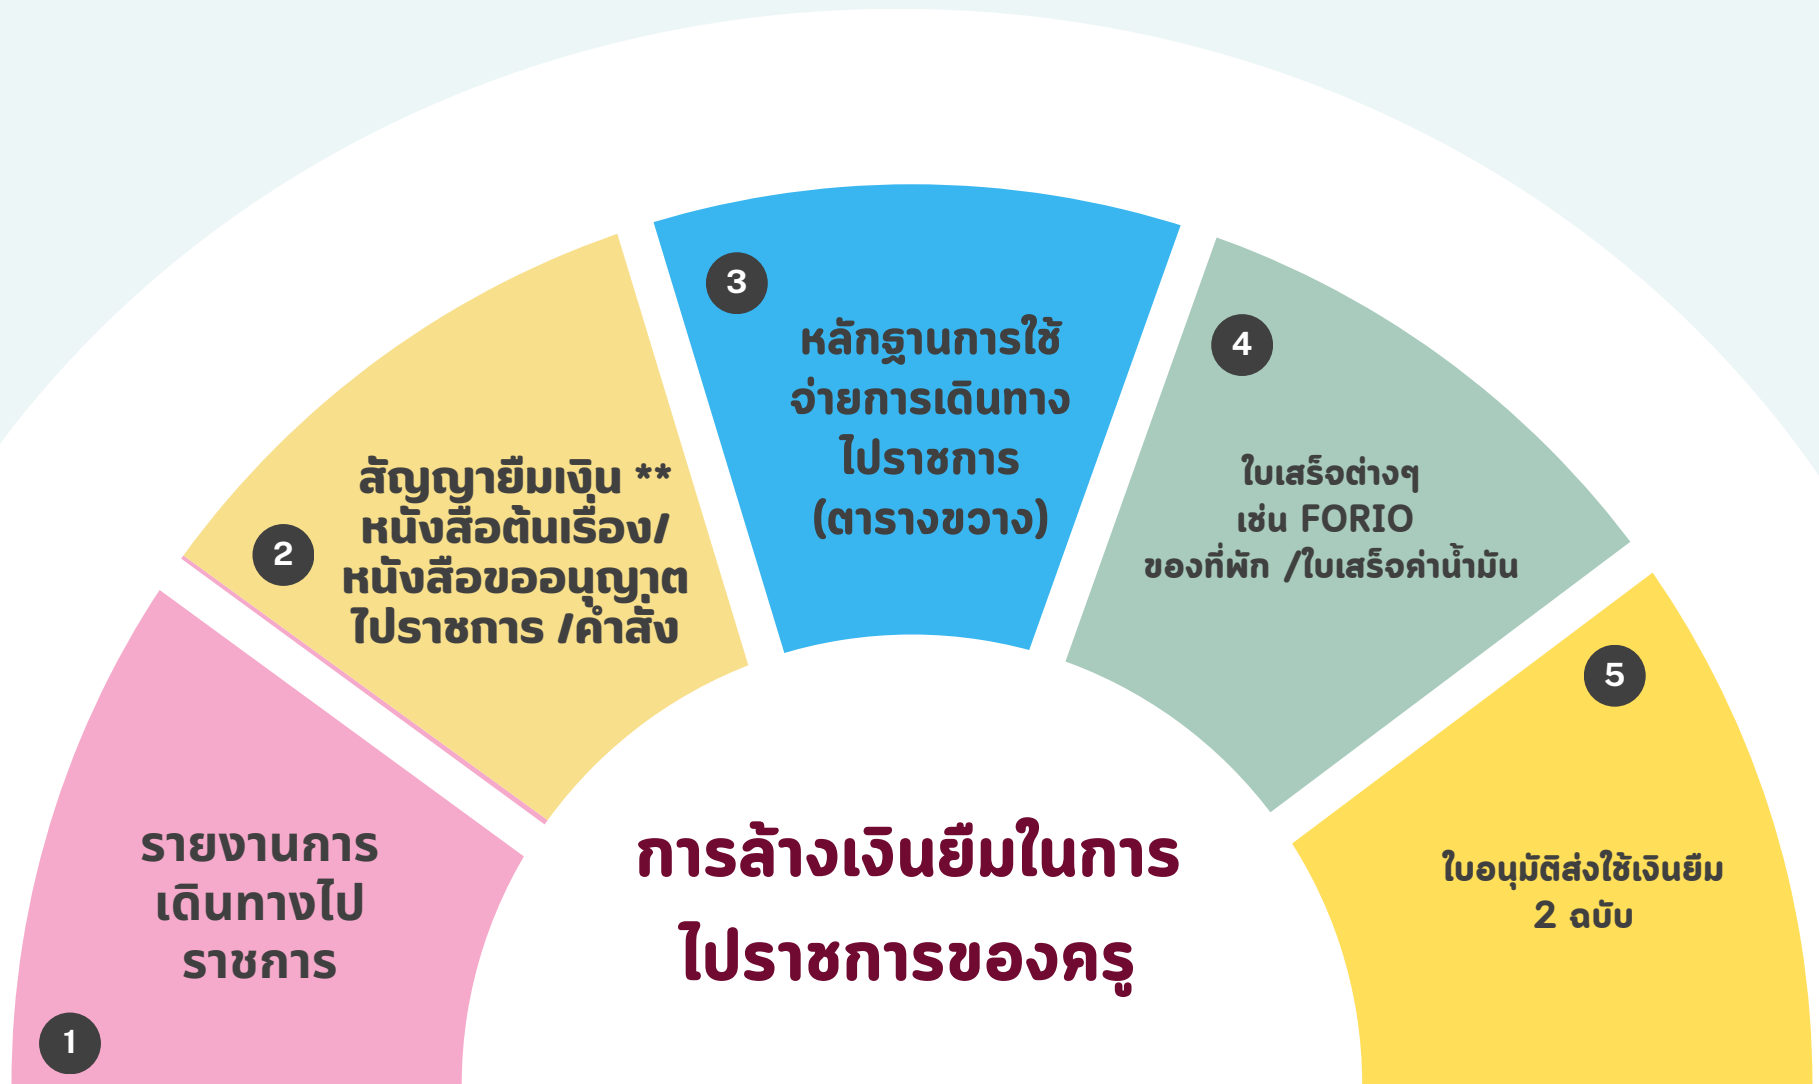 1
รายงานการ
เดินทางไป
ราชการ
2
สัญญายืมเงิน **
หนังสือต้นเรื่อง/
หนังสือขออนุญาต
ไปราชการ /คำสั่ง
3
หลักฐานการใช้
จ่ายการเดินทาง
ไปราชการ
(ตารางขวาง)
4
ใบเสร็จต่างๆ
เช่น FORIO
ของที่พัก /ใบเสร็จค่าน้ำมัน
5
ใบอนุมัติส่งใช้เงินยืม
2 ฉบับ
การล้างเงินยืมในการ
ไปราชการของครู